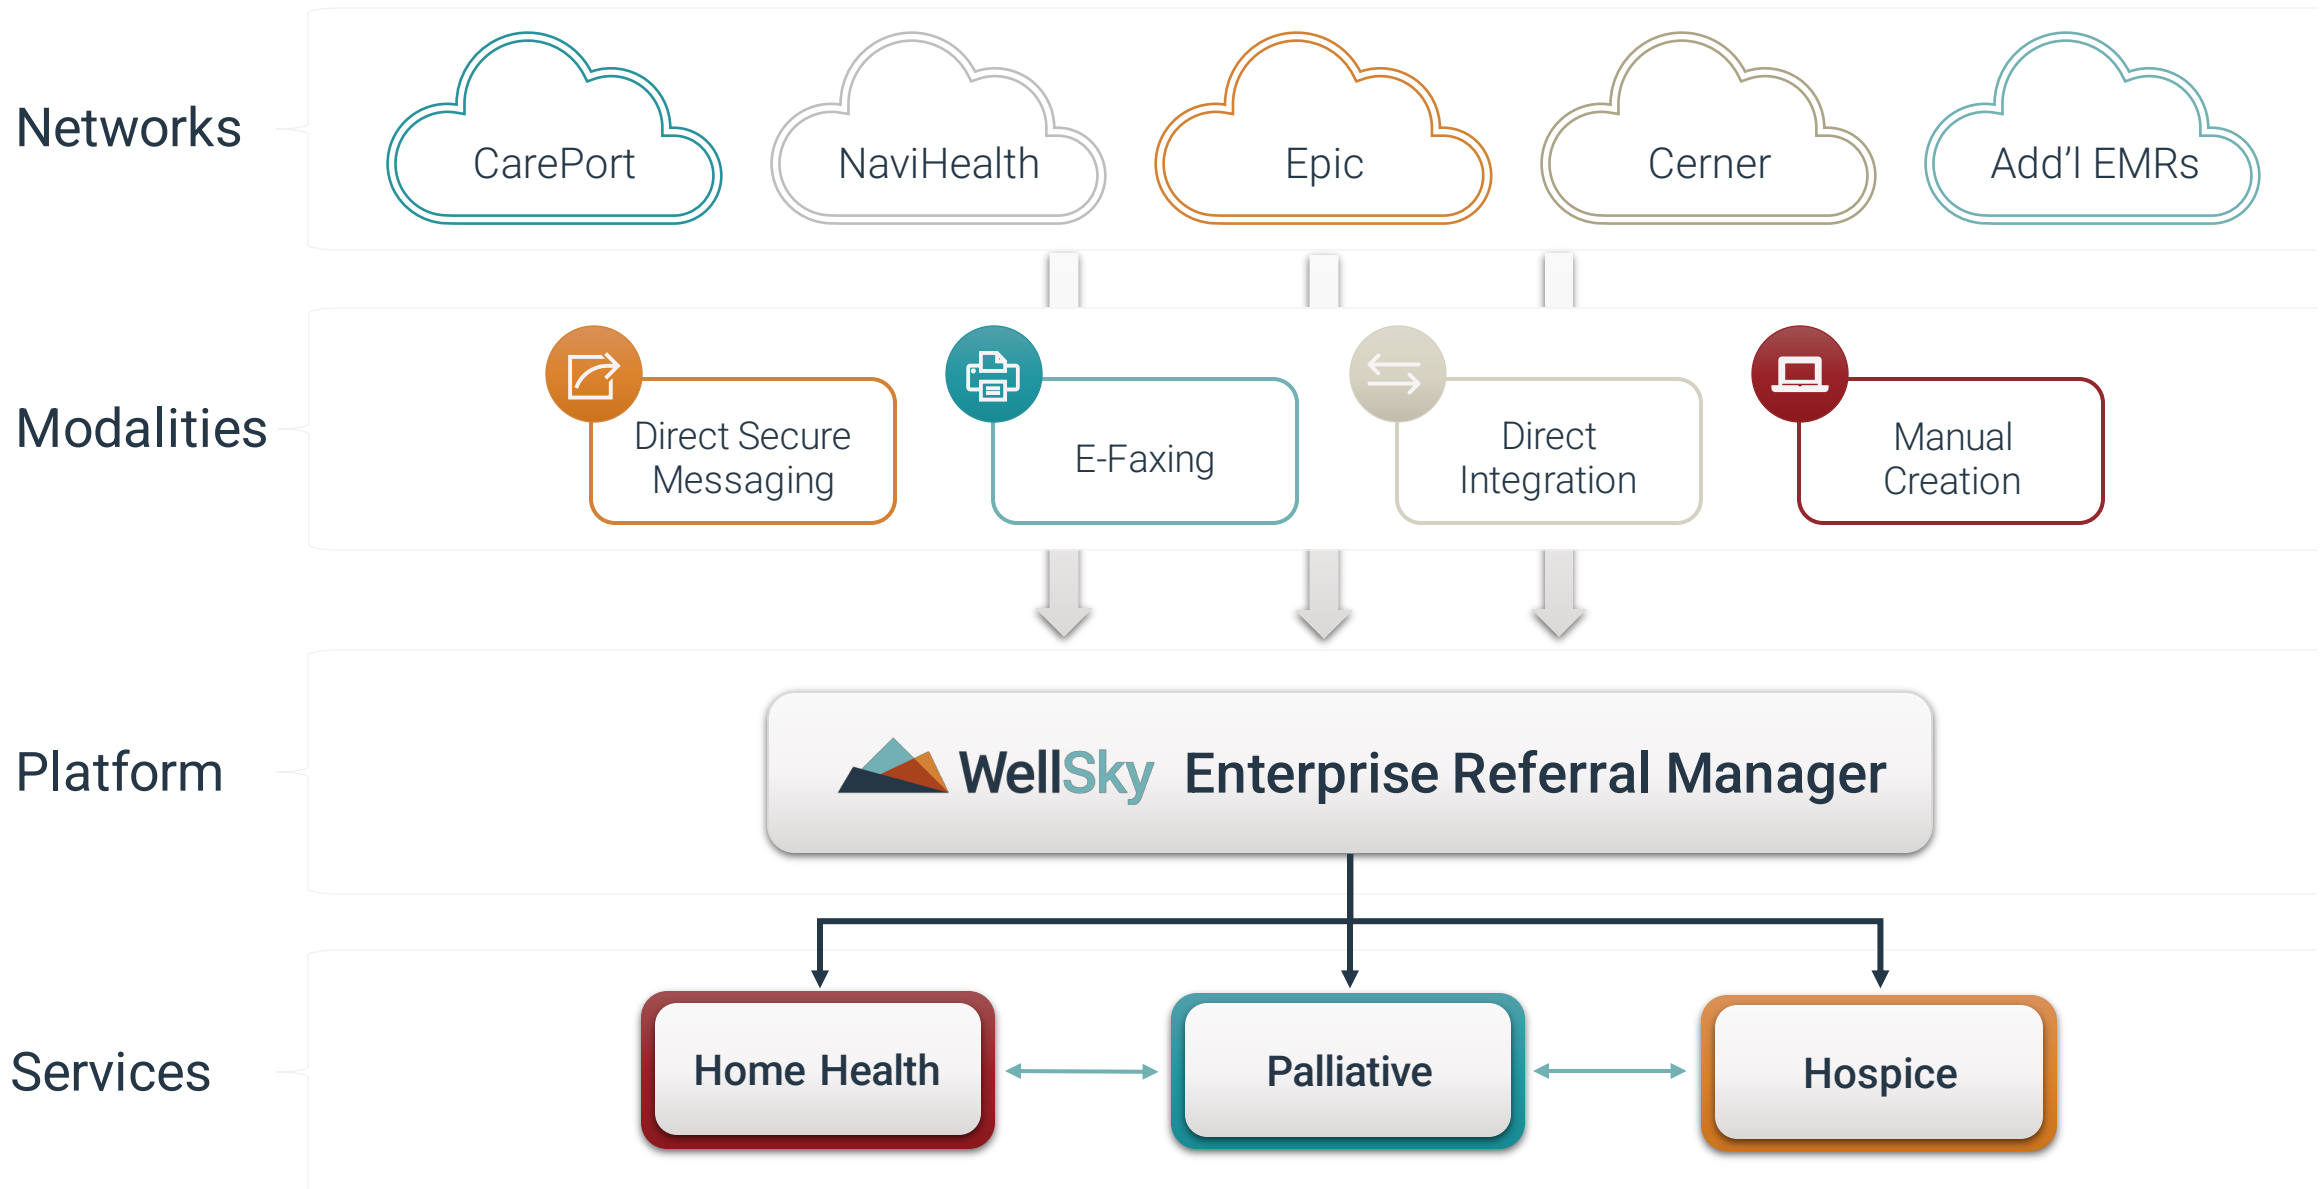 Networks
CarePort
NaviHealth
Epic
Cerner
Add'l EMRs
Modalities
Direct Secure
Messaging
E-Faxing
Direct
Integration
Manual
Creation
Platform
WellSky Enterprise Referral Manager
Services
Home Health
Palliative
Hospice